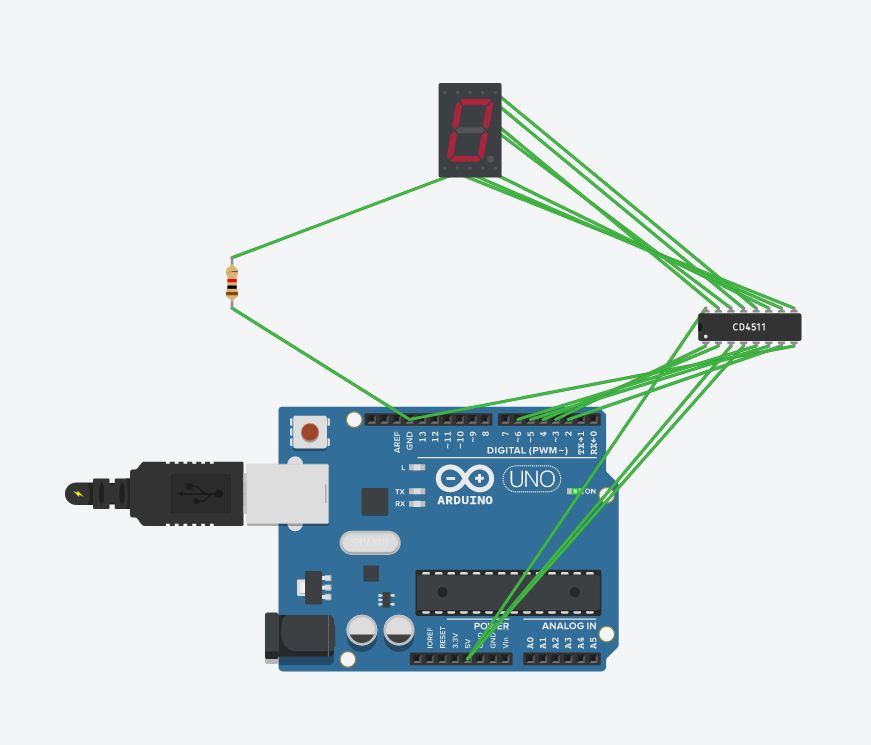 CD4511
AREF
GND
13
12
~11
~10
~9
8
7
~6
~5
4
~3
2
TX→1
RX←0
DIGITAL (PWM~)
L
TX
RX
ARDUINO
UNO
ON
POWER
ANALOG IN
IOREF
RESET
3.3V
5V
GND
Vin
A0
A1
A2
A3
A4
A5